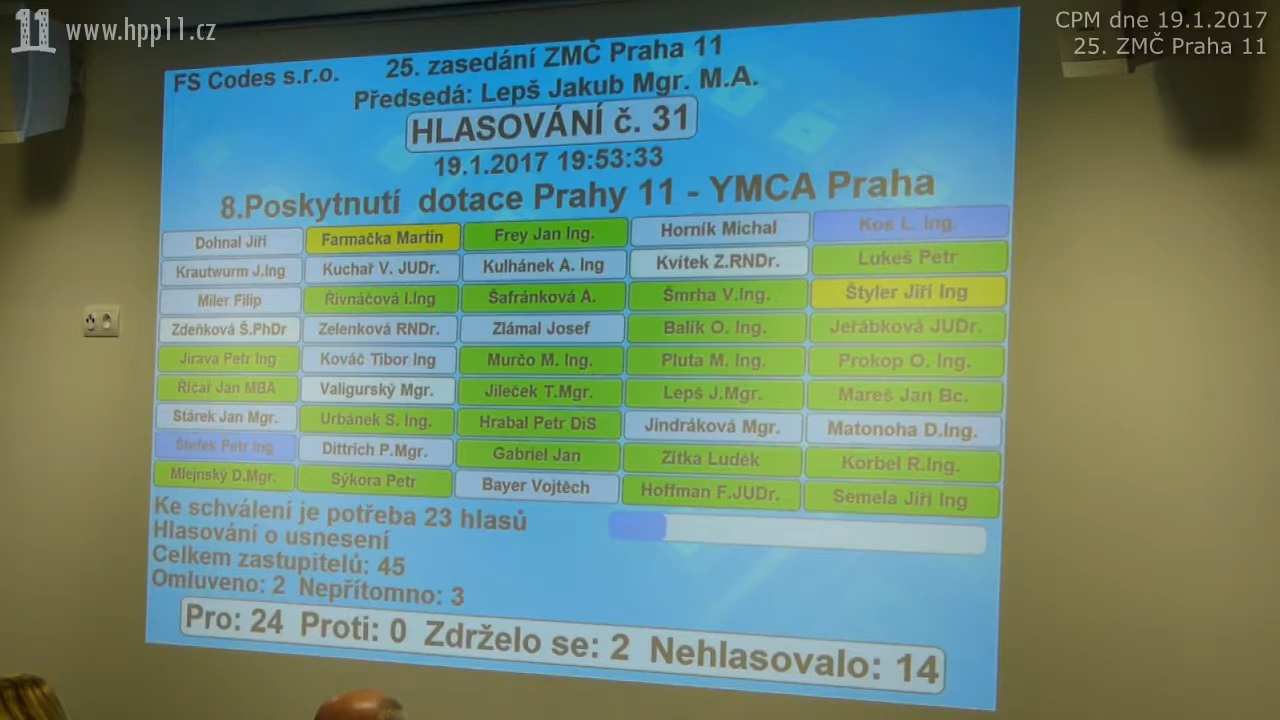 11 www.hpp11.cz
CPM dne 19.1.2017
25. ZMČ Praha 11
FS Codes s.r.o. 25. zasedání ZMČ Praha 11
Předsedá: Lepš Jakub Mgr. M.A.
HLASOVÁNÍ č. 31
19.1.2017 19:53:33
8.Poskytnutí dotace Prahy 11 - YMCA Praha
Dohnal Jiří Farmačka Martin Frey Jan Ing. Horník Michal Kos L. Ing.
Krautwurm J.Ing Kuchař V. JUDr. Kulhánek A. Ing Kvítek Z.RNDr. Lukeš Petr
Miler Filip Řivnáčová I.Ing Šafránková A. Šmrha V.Ing. Štyler Jiří Ing
Zdeňková Š.PhDr Zelenková RNDr. Zlámal Josef Balík O. Ing. Jeřábková JUDr.
Jirava Petr Ing Kováč Tibor Ing Murčo M. Ing. Pluta M. Ing. Prokop O. Ing.
Říčař Jan MBA Valigurský Mgr. Jileček T.Mgr. Lepš J.Mgr. Mareš Jan Bc.
Stárek Jan Mgr. Urbánek S. Ing. Hrabal Petr DiS Jindráková Mgr. Matonoha D.Ing.
Štefek Petr Ing Dittrich P.Mgr. Gabriel Jan Zítka Luděk Korbel R.Ing.
Mlejnský D.Mgr. Sýkora Petr Bayer Vojtěch Hoffman F.JUDr. Semela Jiří Ing
Ke schválení je potřeba 23 hlasů
Hlasování o usnesení
Celkem zastupitelů: 45
Omluveno: 2 Nepřítomno: 3
Pro: 24 Proti: 0 Zdrželo se: 2 Nehlasovalo: 14